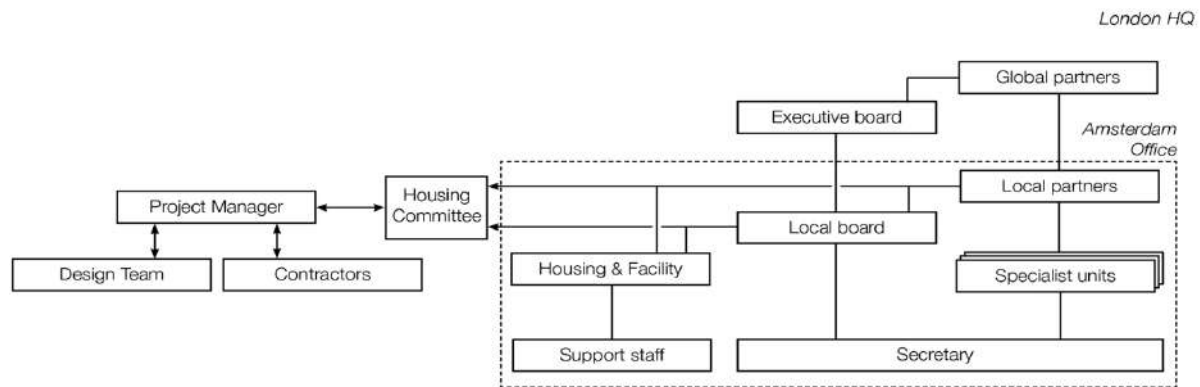 London HQ
Global partners
Executive board
Amsterdam
Office
Housing
Committee
Local partners
Project Manager
Local board
Design Team
Contractors
Housing & Facility
Specialist units
Support staff
Secretary